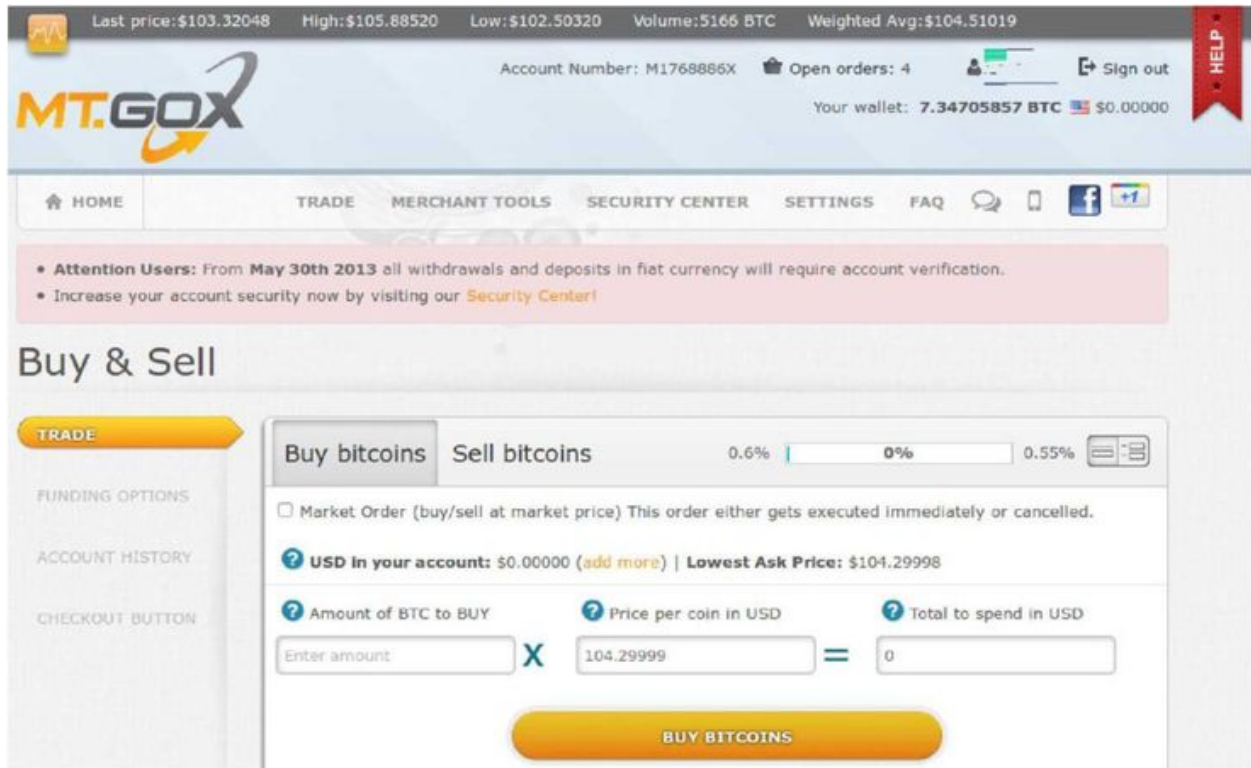 Last price:$103.32048 High:$105.88520 Low:$102.50320 Volume:5166 BTC Weighted Avg:$104.51019
HELP
MT.GOX
Account Number: M1768886X Open orders: 4 Sign out
Your wallet: 7.34705857 BTC $0.00000
HOME TRADE MERCHANT TOOLS SECURITY CENTER SETTINGS FAQ f +1
• Attention Users: From May 30th 2013 all withdrawals and deposits in fiat currency will require account verification.
• Increase your account security now by visiting our Security Center!
Buy & Sell
TRADE
FUNDING OPTIONS
ACCOUNT HISTORY
CHECKOUT BUTTON
Buy bitcoins Sell bitcoins 0.6% 0% 0.55%
Market Order (buy/sell at market price) This order either gets executed immediately or cancelled.
? USD in your account: $0.00000 (add more) | Lowest Ask Price: $104.29998
? Amount of BTC to BUY ? Price per coin in USD ? Total to spend in USD
Enter amount X 104.29999 = 0
BUY BITCOINS